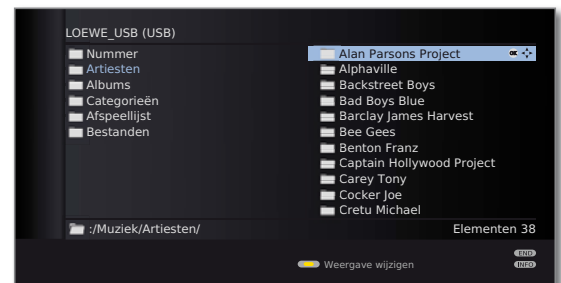 LOEWE_USB (USB)
Nummer
Artiesten
Albums
Categorieën
Afspeellijst
Bestanden
Alan Parsons Project OK
Alphaville
Backstreet Boys
Bad Boys Blue
Barclay James Harvest
Bee Gees
Benton Franz
Captain Hollywood Project
Carey Tony
Cocker Joe
Cretu Michael
:/Muziek/Artiesten/
Elementen 38
Weergave wijzigen
END
INFO